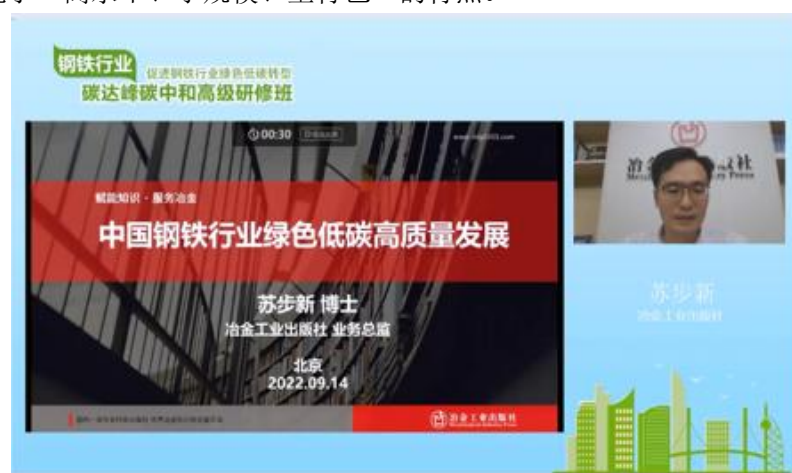 钢铁行业 促进钢铁行业绿色低碳转型
碳达峰碳中和高级研修班
00:30
赋能知识·服务冶金
中国钢铁行业绿色低碳高质量发展
苏步新 博士
冶金工业出版社 业务总监
北京
2022.09.14
冶金工业出版社
苏步新
冶金工业出版社